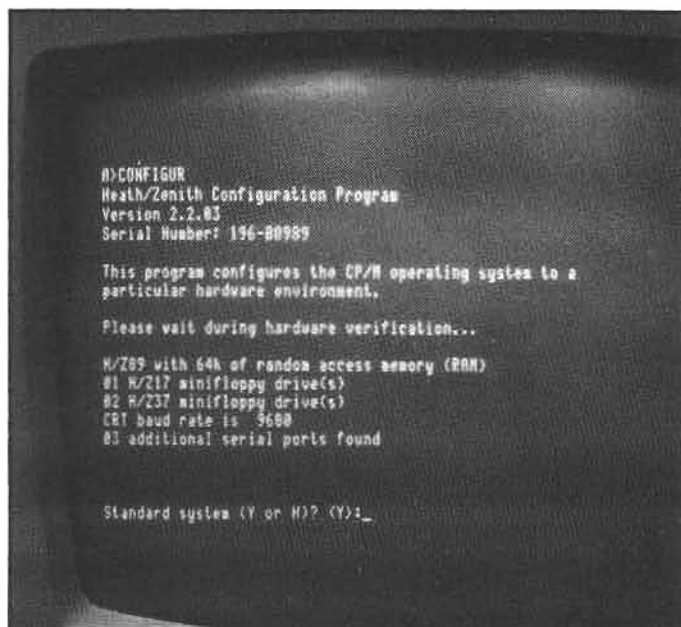 A>CONFIGUR
Heath/Zenith Configuration Program
Version 2.2.03
Serial Number: 196-80989
This program configures the CP/M operating system to a
particular hardware environment.
Please wait during hardware verification...
H/Z89 with 64k of random access memory (RAM)
01 H/Z17 minifloppy drive(s)
02 H/Z37 minifloppy drive(s)
CRT baud rate is 9600
03 additional serial ports found
Standard system (Y or N)? (Y):_